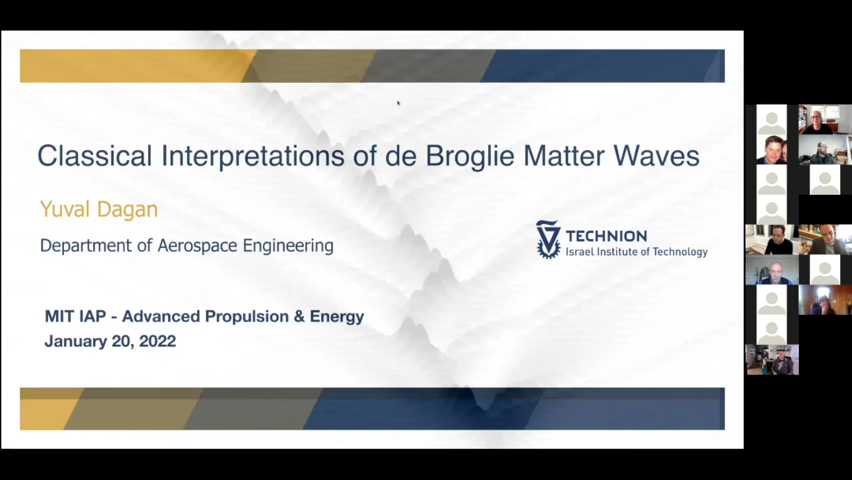 Classical Interpretations of de Broglie Matter Waves
Yuval Dagan
Department of Aerospace Engineering
TECHNION
Israel Institute of Technology
MIT IAP - Advanced Propulsion & Energy
January 20, 2022